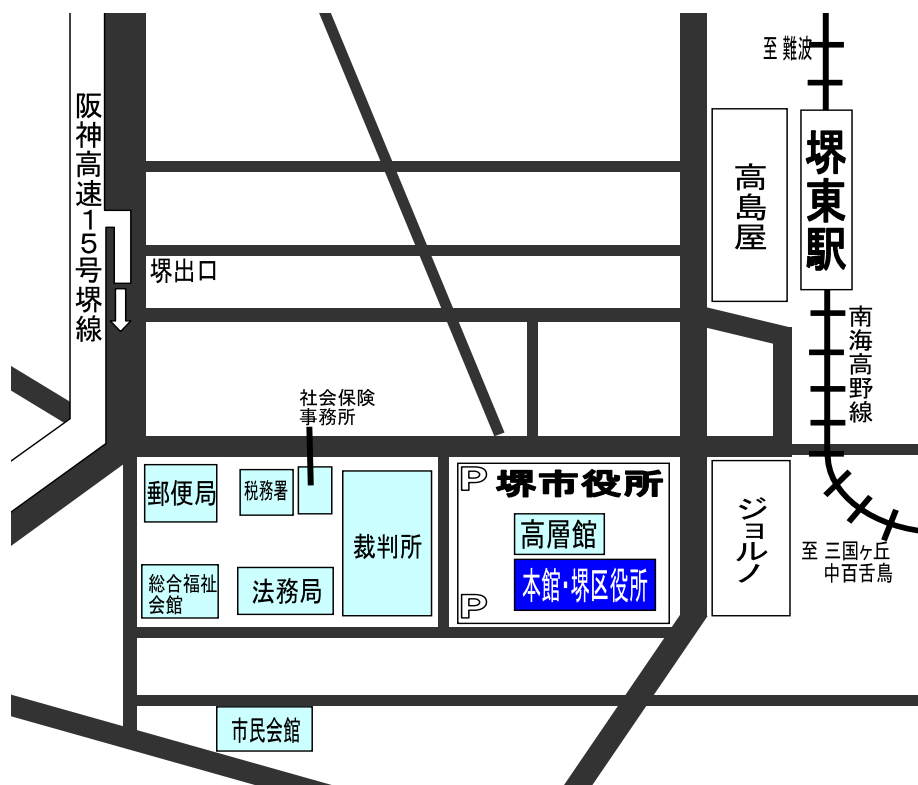 至 難波
堺東駅
高島屋
阪神高速15号堺線
堺出口
南海高野線
社会保険
事務所
郵便局
税務署
裁判所
P
堺市役所
高層館
本館・堺区役所
P
ジョルノ
至 三国ヶ丘
中百舌鳥
総合福祉
会館
法務局
市民会館